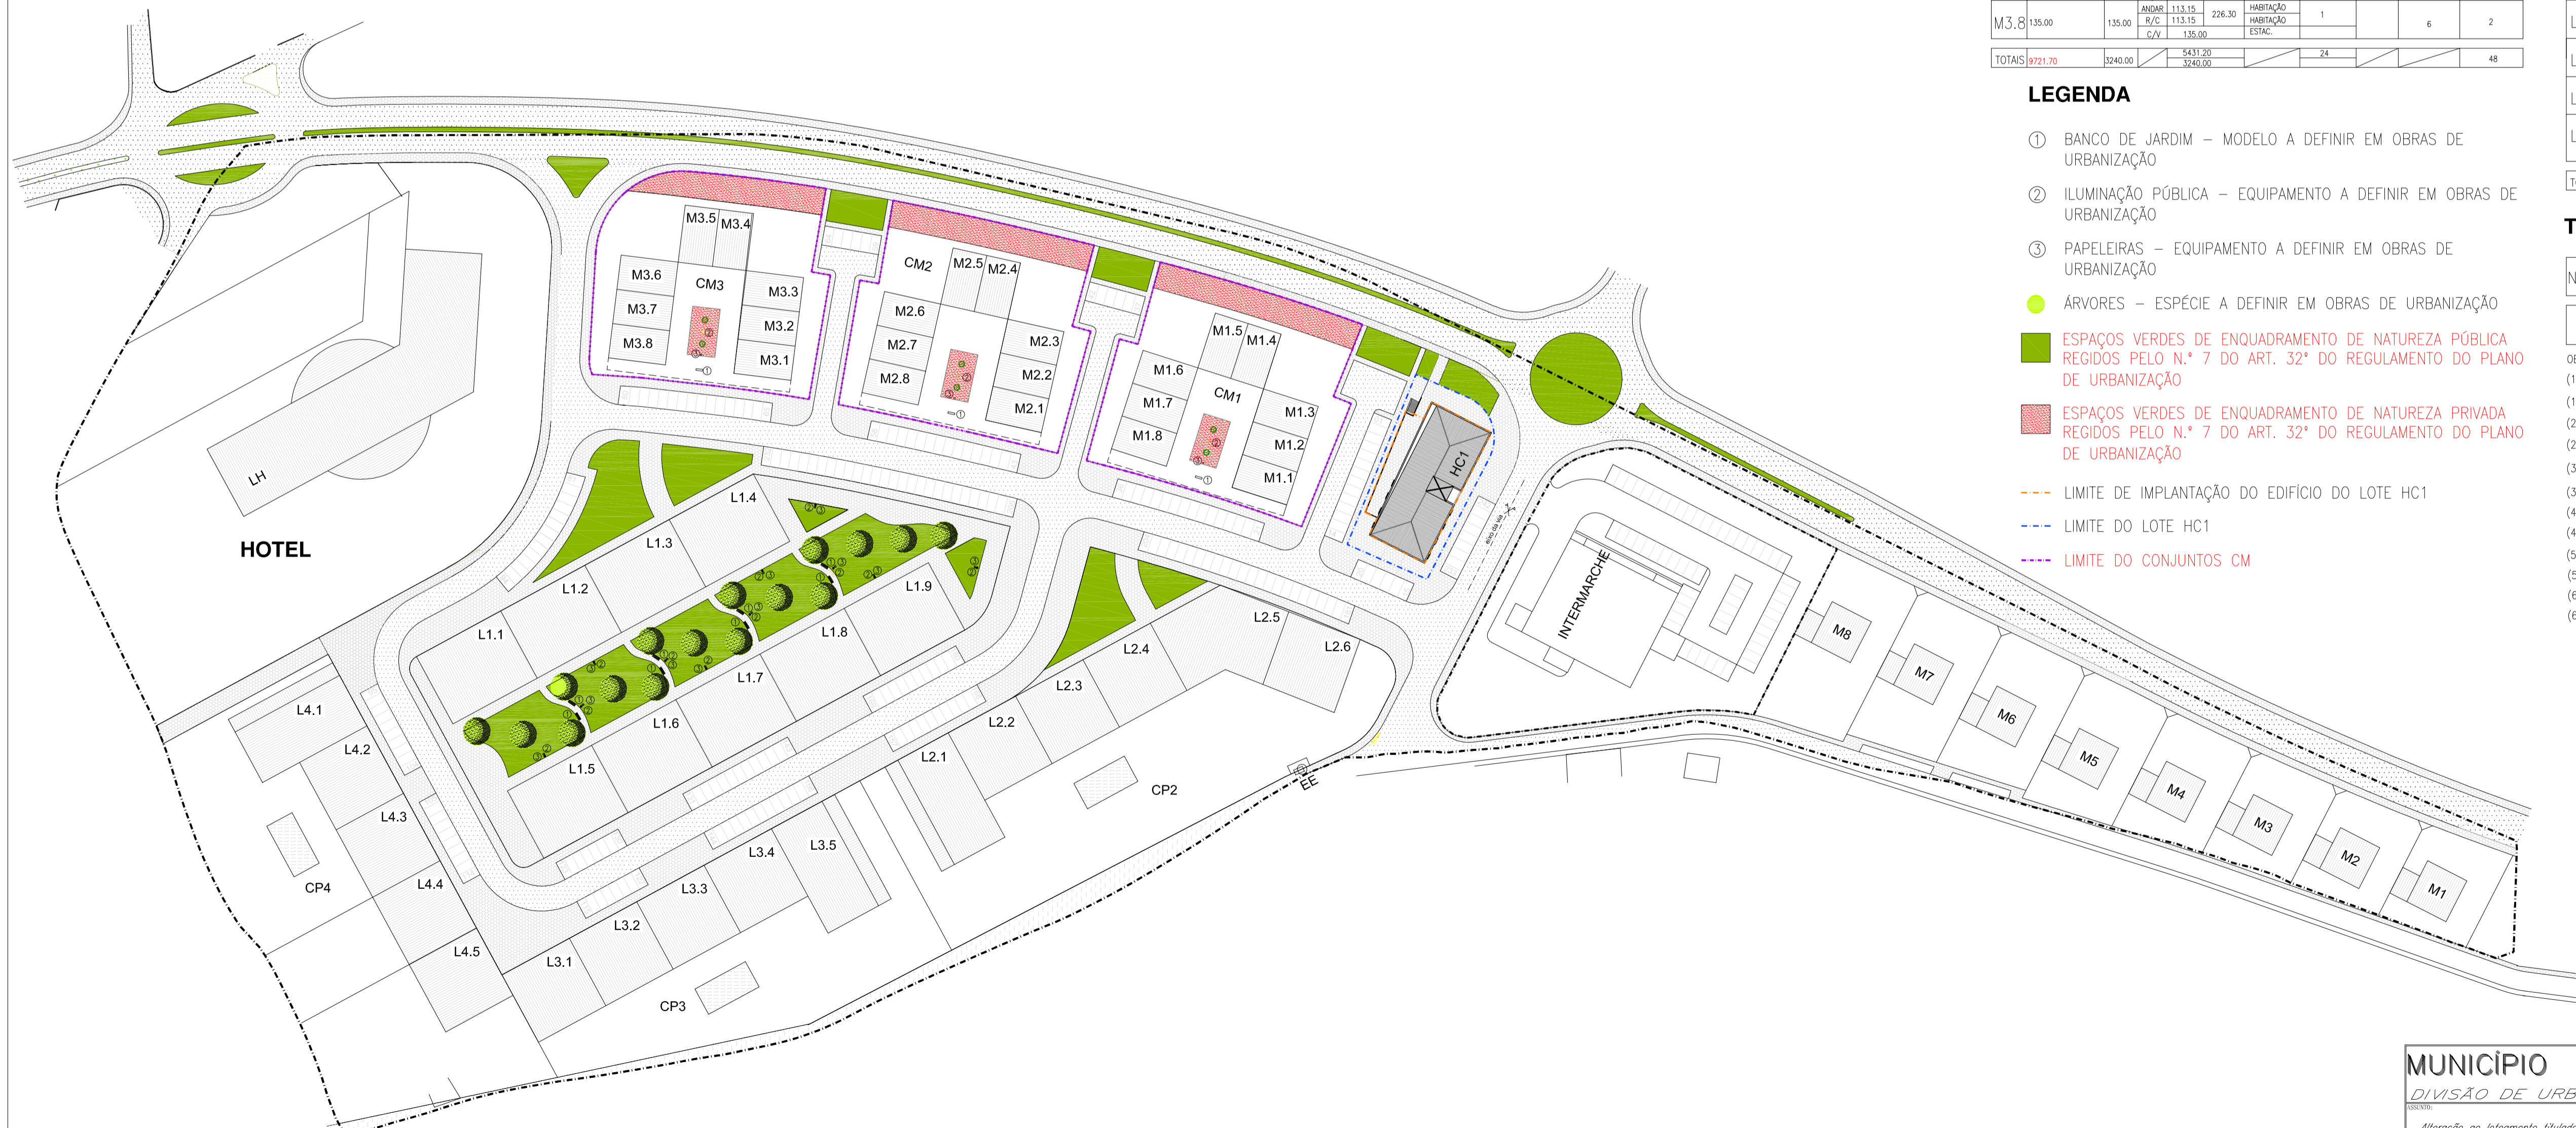 M3.8 135.00 135.00 ANDAR 113.15 226.30 HABITAÇÃO 1 6 2
R/C 113.15 HABITAÇÃO
C/V 135.00 ESTAC.
TOTAIS 9721.70 3240.00 5431.20 24 48
3240.00
LEGENDA
① BANCO DE JARDIM – MODELO A DEFINIR EM OBRAS DE
URBANIZAÇÃO
② ILUMINAÇÃO PÚBLICA – EQUIPAMENTO A DEFINIR EM OBRAS DE
URBANIZAÇÃO
③ PAPELEIRAS – EQUIPAMENTO A DEFINIR EM OBRAS DE
URBANIZAÇÃO
ÁRVORES – ESPÉCIE A DEFINIR EM OBRAS DE URBANIZAÇÃO
ESPAÇOS VERDES DE ENQUADRAMENTO DE NATUREZA PÚBLICA
REGIDOS PELO N.º 7 DO ART. 32º DO REGULAMENTO DO PLANO
DE URBANIZAÇÃO
ESPAÇOS VERDES DE ENQUADRAMENTO DE NATUREZA PRIVADA
REGIDOS PELO N.º 7 DO ART. 32º DO REGULAMENTO DO PLANO
DE URBANIZAÇÃO
LIMITE DE IMPLANTAÇÃO DO EDIFÍCIO DO LOTE HC1
LIMITE DO LOTE HC1
LIMITE DO CONJUNTOS CM
M3.5
M3.4
M3.6
CM3
M3.3
M3.7
M3.2
M3.8
M3.1
CM2
M2.5
M2.4
M2.6
M2.3
M2.7
M2.2
M2.8
M2.1
M1.5
M1.4
M1.6
CM1
M1.3
M1.7
M1.2
M1.8
M1.1
HC1
eixo da via
LH
HOTEL
INTERMARCHE
L1.4
L1.3
L1.2
L1.1
L1.9
L1.8
L1.7
L1.6
L1.5
L2.5
L2.6
L2.4
L2.3
L2.2
L2.1
CP2
EE
L4.1
L4.2
L4.3
L4.4
L4.5
CP4
L3.5
L3.4
L3.3
L3.2
L3.1
CP3
M8
M7
M6
M5
M4
M3
M2
M1
MUNICÍPIO
DIVISÃO DE URB
ASSUNTO:
Alteração ao loteamento titulad